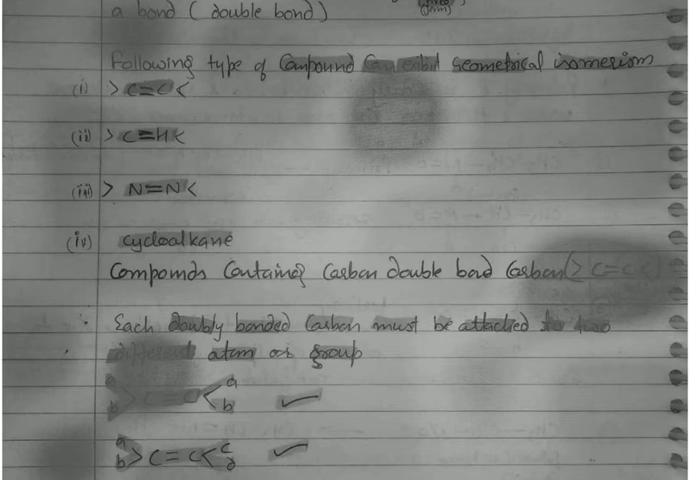 a bond ( double bond)
Following type of Compound Can exhibit Geometrical isomerism
(i) >C=C<
(ii) >C=N<
(iii) > N=N<
(iv) cycloalkane
Compounds Containing Carbon double bond Carbon (>C=C<)
Each doubly bonded Carbon must be attached to two
different atom or group
a a
b > C = C < b ✓
a c
b > C = C < d ✓